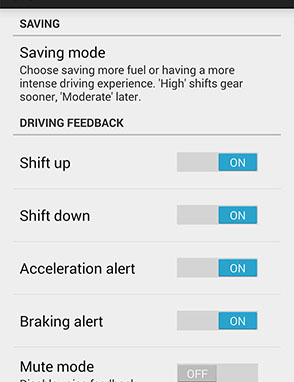 SAVING
Saving mode
Choose saving more fuel or having a more
intense driving experience. 'High' shifts gear
sooner, 'Moderate' later.
DRIVING FEEDBACK
Shift up ON
Shift down ON
Acceleration alert ON
Braking alert ON
Mute mode OFF